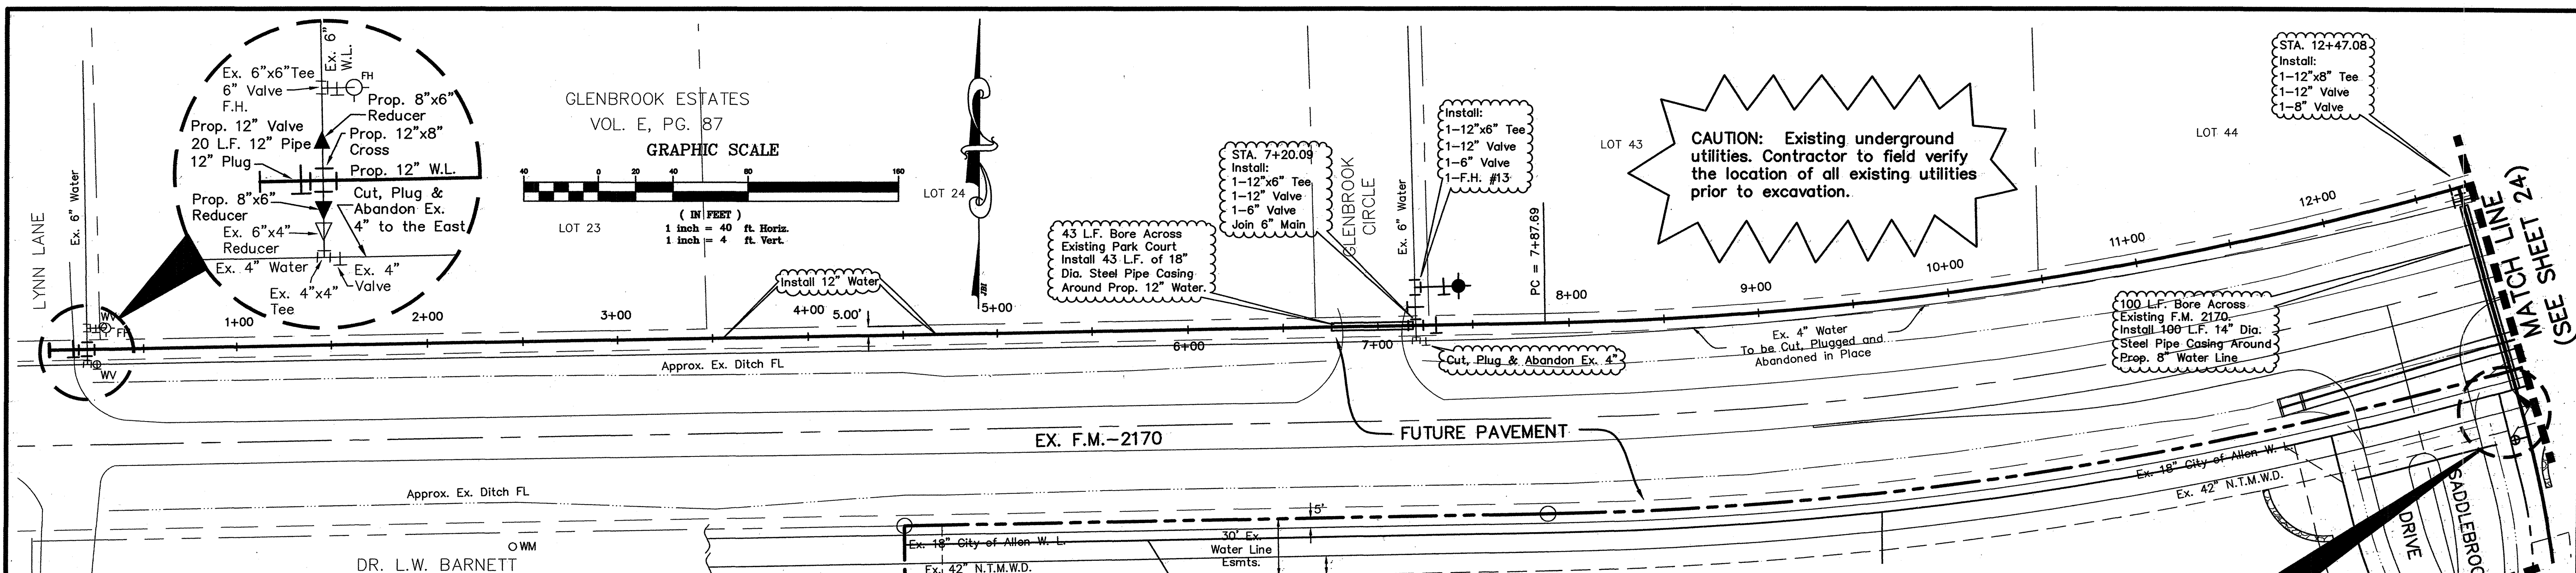 Ex. 6"
W.L.
Ex. 6"x6"Tee
6" Valve
F.H.
FH
Prop. 8"x6"
Reducer
Prop. 12" Valve
20 L.F. 12" Pipe
12" Plug
Prop. 12"x8"
Cross
Prop. 12" W.L.
Prop. 8"x6"
Reducer
Cut, Plug &
Abandon Ex.
4" to the East
Ex. 6"x4"
Reducer
Ex. 4" Water
Ex. 4"
Valve
Ex. 4"x4"
Tee
LYNN LANE
Ex. 6" Water
WV
FH
WV
GLENBROOK ESTATES
VOL. E, PG. 87
GRAPHIC SCALE
40 0 20 40 80 160
( IN FEET )
1 inch = 40 ft. Horiz.
1 inch = 4 ft. Vert.
LOT 23
LOT 24
JBI
1+00
2+00
3+00
4+00
5.00'
5+00
6+00
7+00
8+00
9+00
10+00
11+00
12+00
Install 12" Water
43 L.F. Bore Across
Existing Park Court
Install 43 L.F. of 18"
Dia. Steel Pipe Casing
Around Prop. 12" Water.
STA. 7+20.09
Install:
1-12"x6" Tee
1-12" Valve
1-6" Valve
Join 6" Main
GLENBROOK
CIRCLE
Ex. 6" Water
Install:
1-12"x6" Tee
1-12" Valve
1-6" Valve
1-F.H. #13
PC = 7+87.69
LOT 43
CAUTION: Existing underground
utilities. Contractor to field verify
the location of all existing utilities
prior to excavation.
LOT 44
STA. 12+47.08
Install:
1-12"x8" Tee
1-12" Valve
1-8" Valve
MATCH LINE
(SEE SHEET 24)
100 L.F. Bore Across
Existing F.M. 2170.
Install 100 L.F. 14" Dia.
Steel Pipe Casing Around
Prop. 8" Water Line
Cut, Plug & Abandon Ex. 4"
Ex. 4" Water
To be Cut, Plugged and
Abandoned in Place
Approx. Ex. Ditch FL
EX. F.M.-2170
FUTURE PAVEMENT
Approx. Ex. Ditch FL
WM
DR. L.W. BARNETT
Ex. 18" City of Allen W. L.
Ex. 42" N.T.M.W.D.
5'
30' Ex.
Water Line
Esmts.
Ex. 18" City of Allen W. L.
Ex. 42" N.T.M.W.D.
SADDLEBROO
DRIVE